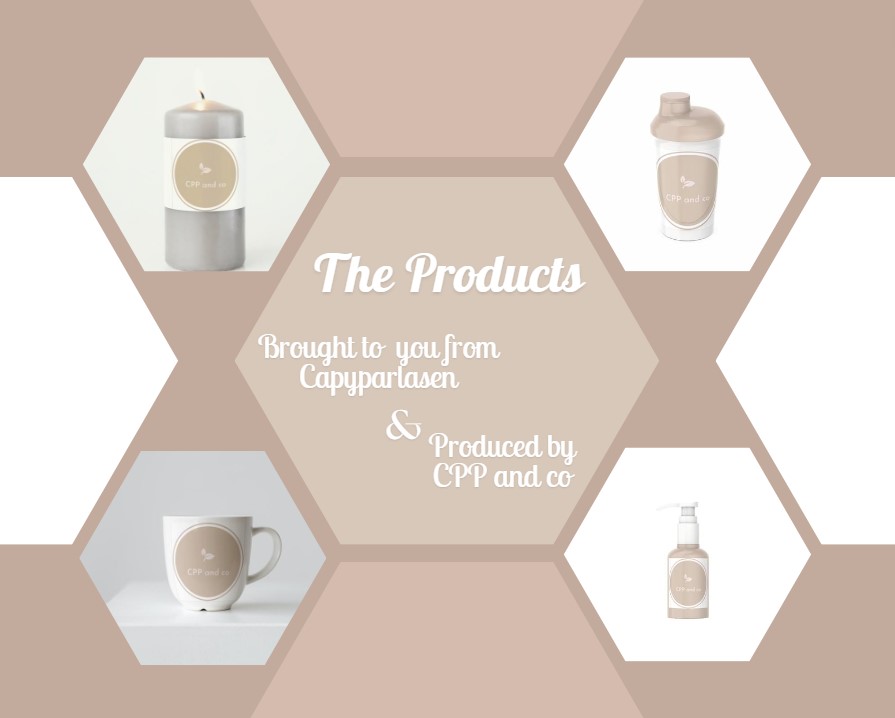 CPP and co
CPP and co
The Products
Brought to you from
Capyparlasen
&
Produced by
CPP and co
CPP and co
CPP and co